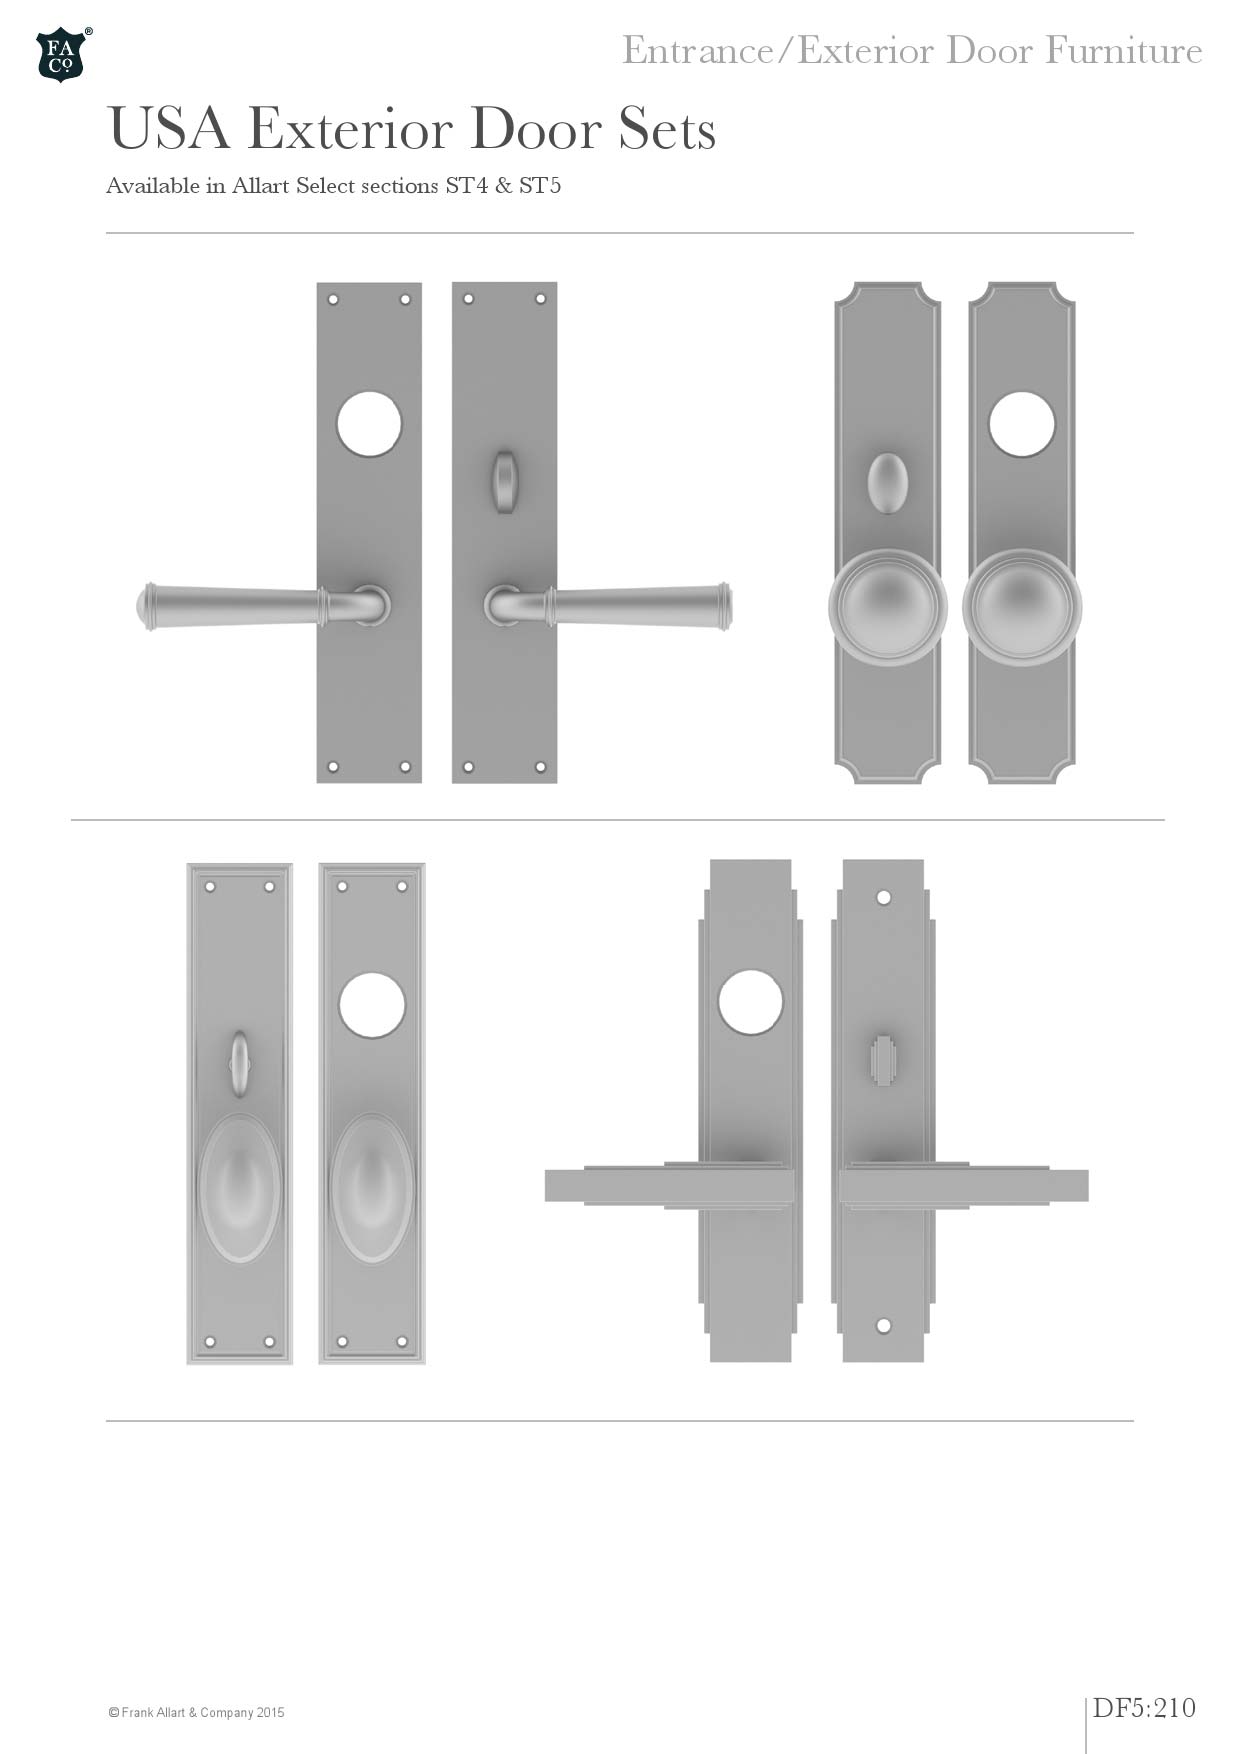 FA
Co
®
Entrance/Exterior Door Furniture
USA Exterior Door Sets
Available in Allart Select sections ST4 & ST5
© Frank Allart & Company 2015
DF5:210